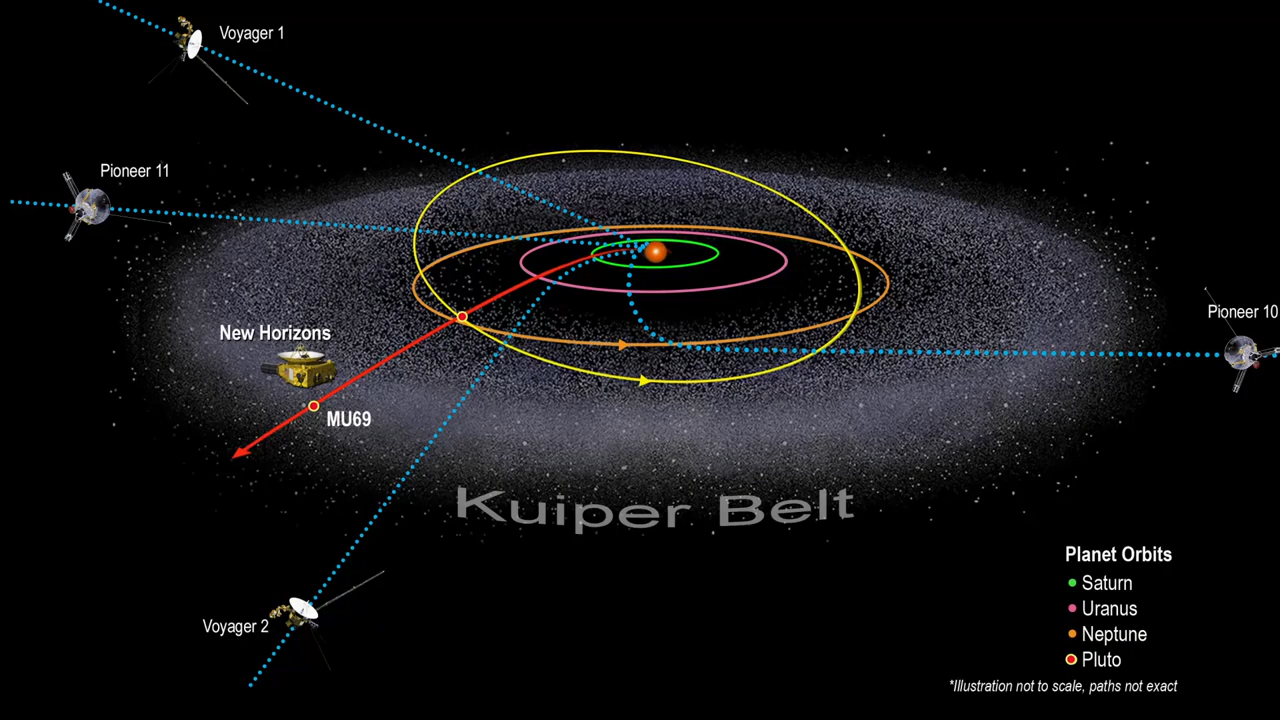 Voyager 1
Pioneer 11
Pioneer 10
New Horizons
MU69
Kuiper Belt
Voyager 2
Planet Orbits
Saturn
Uranus
Neptune
Pluto
*Illustration not to scale, paths not exact